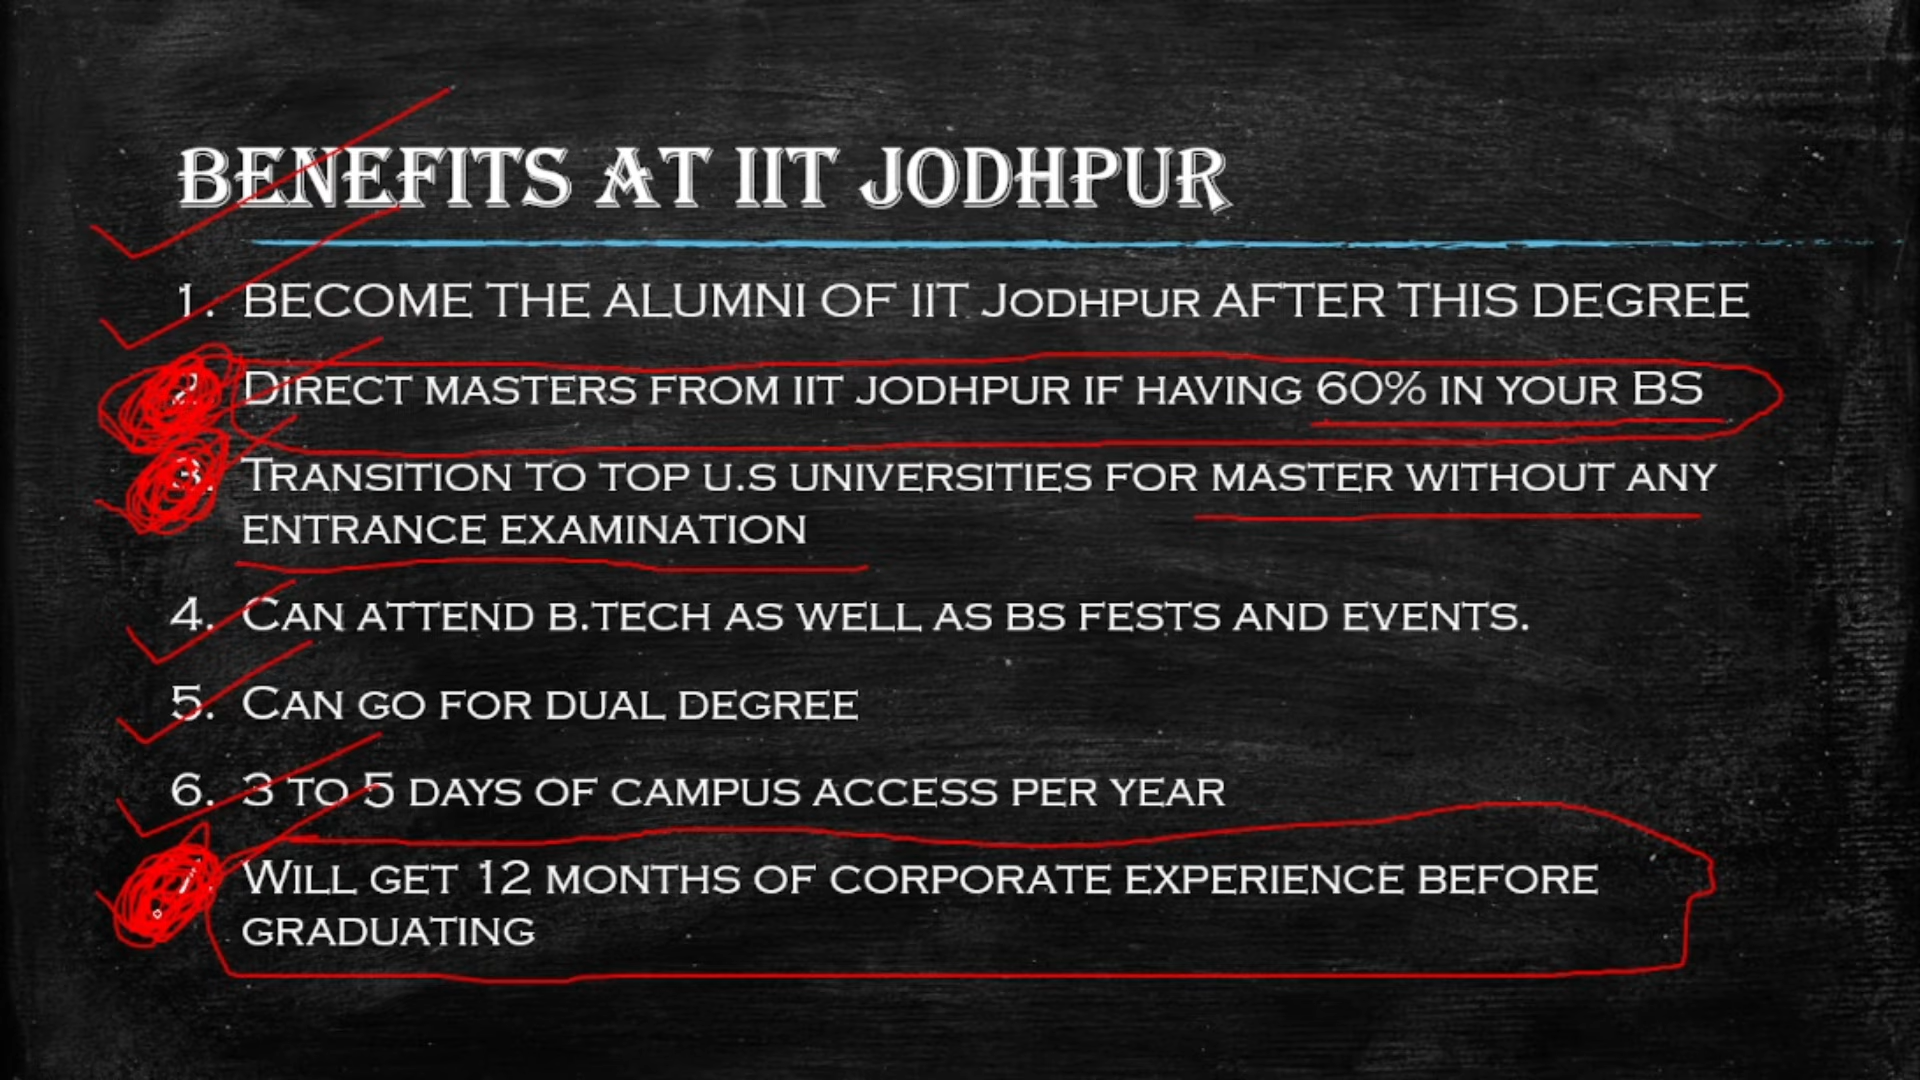 BENEFITS AT IIT JODHPUR
1. BECOME THE ALUMNI OF IIT JODHPUR AFTER THIS DEGREE
2. DIRECT MASTERS FROM IIT JODHPUR IF HAVING 60% IN YOUR BS
3. TRANSITION TO TOP U.S UNIVERSITIES FOR MASTER WITHOUT ANY
ENTRANCE EXAMINATION
4. CAN ATTEND B.TECH AS WELL AS BS FESTS AND EVENTS.
5. CAN GO FOR DUAL DEGREE
6. 3 TO 5 DAYS OF CAMPUS ACCESS PER YEAR
7. WILL GET 12 MONTHS OF CORPORATE EXPERIENCE BEFORE
GRADUATING